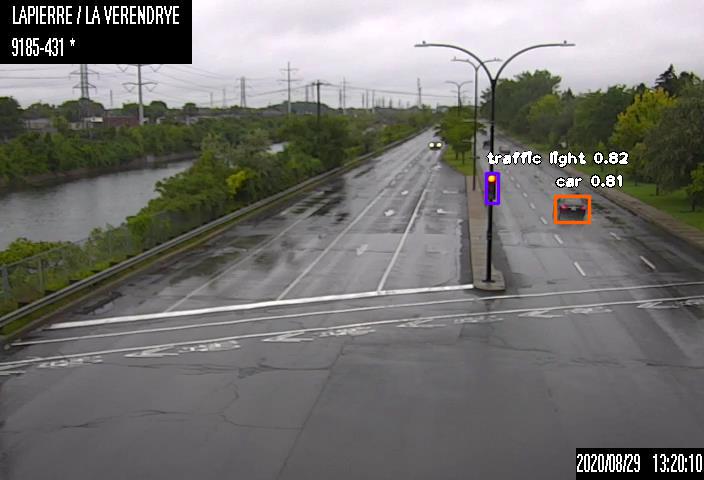 LAPIERRE / LA VERENDRYE
9185-431 *
traffic light 0.82
car 0.81
2020/08/29 13:20:10